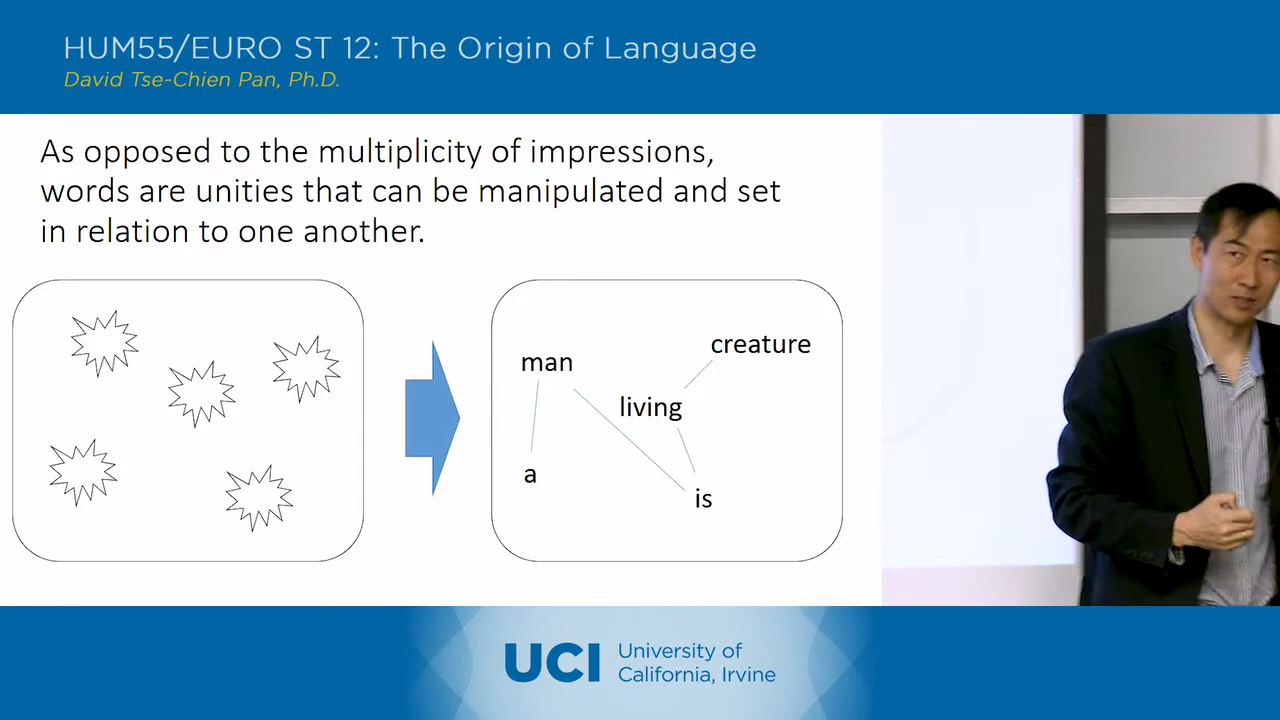 HUM55/EURO ST 12: The Origin of Language
David Tse-Chien Pan, Ph.D.
As opposed to the multiplicity of impressions,
words are unities that can be manipulated and set
in relation to one another.
creature
man
living
a
is
UCI
University of
California, Irvine